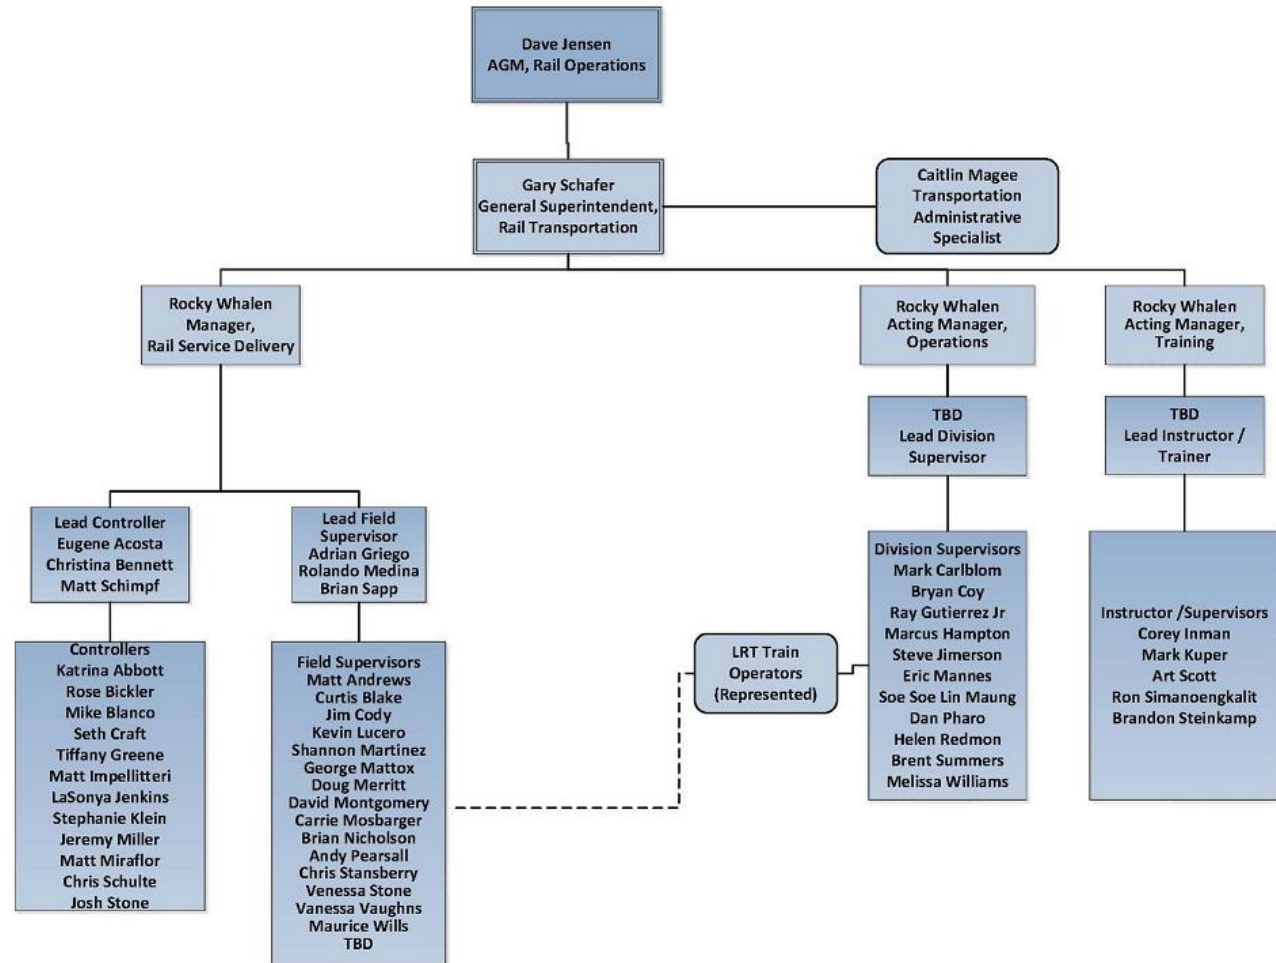 Dave Jensen
AGM, Rail Operations
Gary Schafer
General Superintendent,
Rail Transportation
Caitlin Magee
Transportation
Administrative
Specialist
Rocky Whalen
Manager,
Rail Service Delivery
Rocky Whalen
Acting Manager,
Operations
Rocky Whalen
Acting Manager,
Training
TBD
Lead Division
Supervisor
TBD
Lead Instructor /
Trainer
Lead Controller
Eugene Acosta
Christina Bennett
Matt Schimpf
Lead Field
Supervisor
Adrian Griego
Rolando Medina
Brian Sapp
Controllers
Katrina Abbott
Rose Bickler
Mike Blanco
Seth Craft
Tiffany Greene
Matt Impellitteri
LaSonya Jenkins
Stephanie Klein
Jeremy Miller
Matt Miraflor
Chris Schulte
Josh Stone
Field Supervisors
Matt Andrews
Curtis Blake
Jim Cody
Kevin Lucero
Shannon Martinez
George Mattox
Doug Merritt
David Montgomery
Carrie Mosbarger
Brian Nicholson
Andy Pearsall
Chris Stansberry
Venessa Stone
Vanessa Vaughns
Maurice Wills
TBD
LRT Train
Operators
(Represented)
Division Supervisors
Mark Carlblom
Bryan Coy
Ray Gutierrez Jr
Marcus Hampton
Steve Jimerson
Eric Mannes
Soe Soe Lin Maung
Dan Pharo
Helen Redmon
Brent Summers
Melissa Williams
Instructor /Supervisors
Corey Inman
Mark Kuper
Art Scott
Ron Simanoengkalit
Brandon Steinkamp